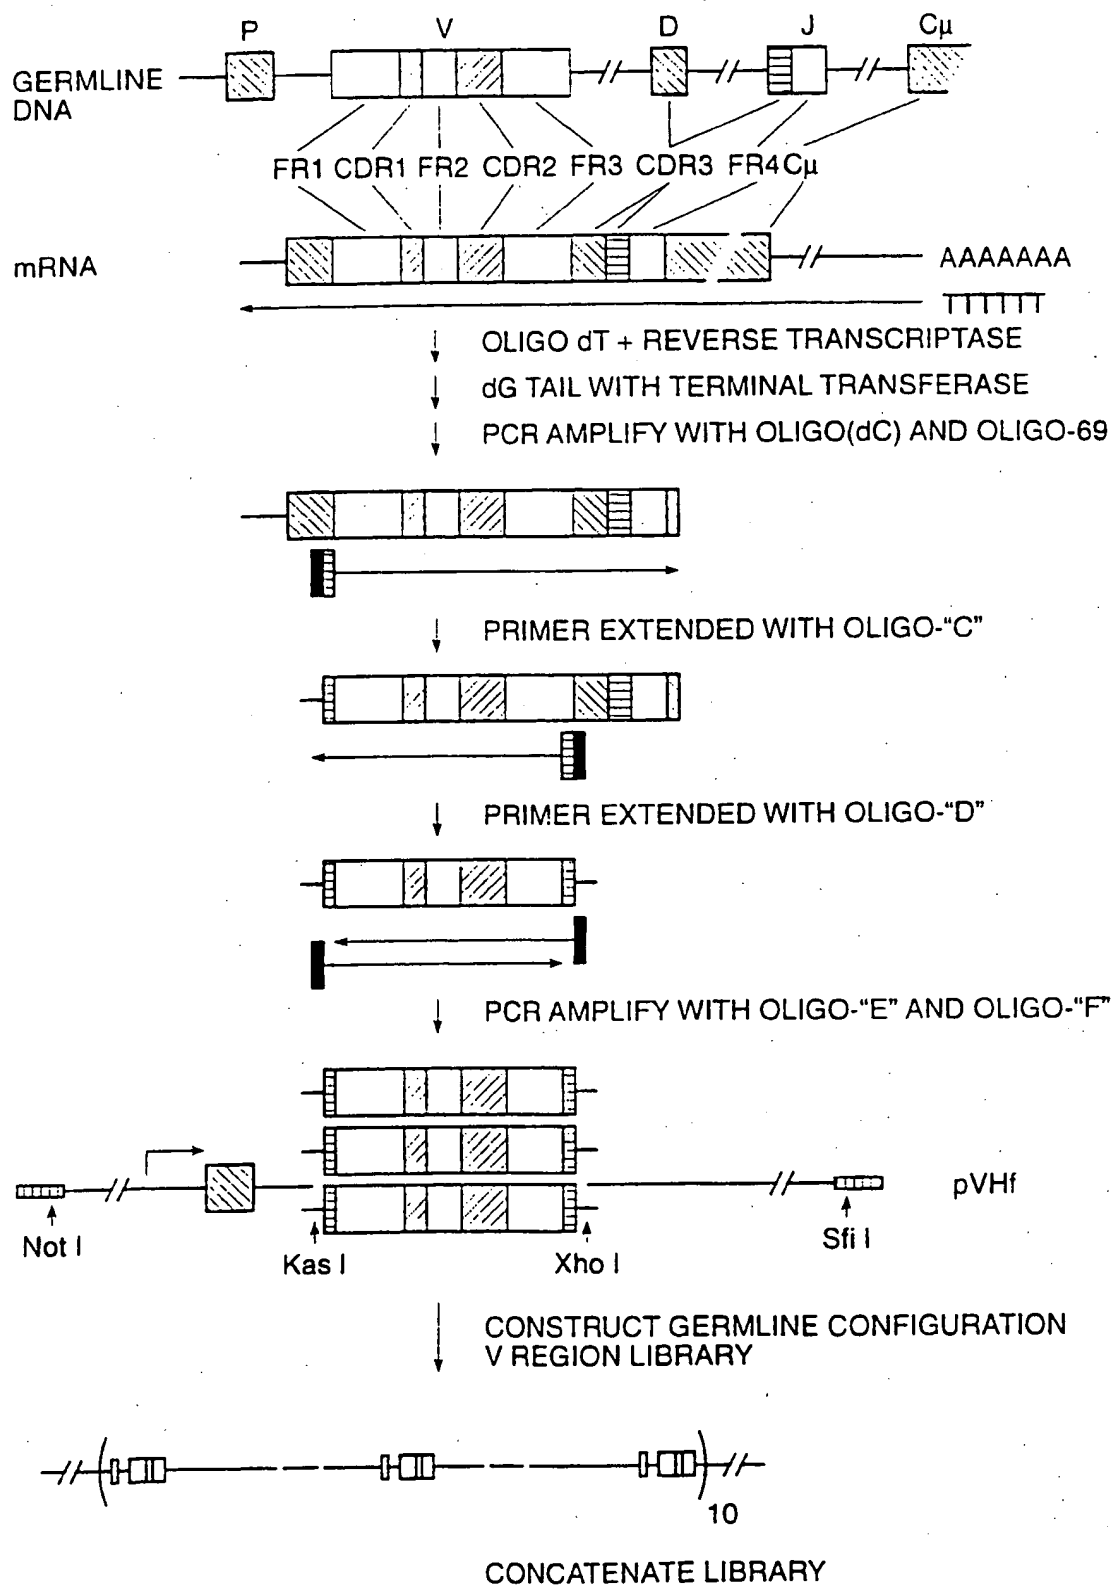 P V D J Cμ
GERMLINE
DNA
FR1 CDR1 FR2 CDR2 FR3 CDR3 FR4 Cμ
mRNA
AAAAAAA
TTTTTT
OLIGO dT + REVERSE TRANSCRIPTASE
dG TAIL WITH TERMINAL TRANSFERASE
PCR AMPLIFY WITH OLIGO(dC) AND OLIGO-69
PRIMER EXTENDED WITH OLIGO-"C"
PRIMER EXTENDED WITH OLIGO-"D"
PCR AMPLIFY WITH OLIGO-"E" AND OLIGO-"F"
pVHf
Not I Kas I Xho I Sfi I
CONSTRUCT GERMLINE CONFIGURATION
V REGION LIBRARY
10
CONCATENATE LIBRARY